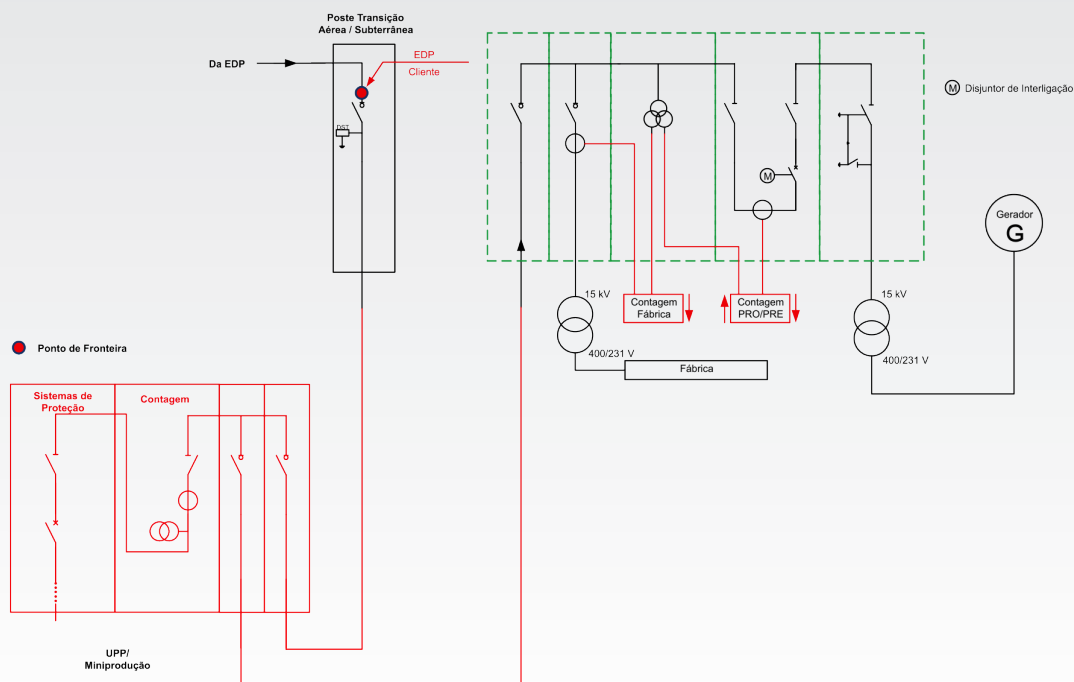 Poste Transição
Aérea / Subterrânea
Da EDP
EDP
Cliente
DST
M
Disjuntor de Interligação
M
Gerador
G
15 kV
400/231 V
Contagem
Fábrica
Contagem
PRO/PRE
15 kV
400/231 V
Fábrica
Ponto de Fronteira
Sistemas de
Proteção
Contagem
UPP/
Miniprodução